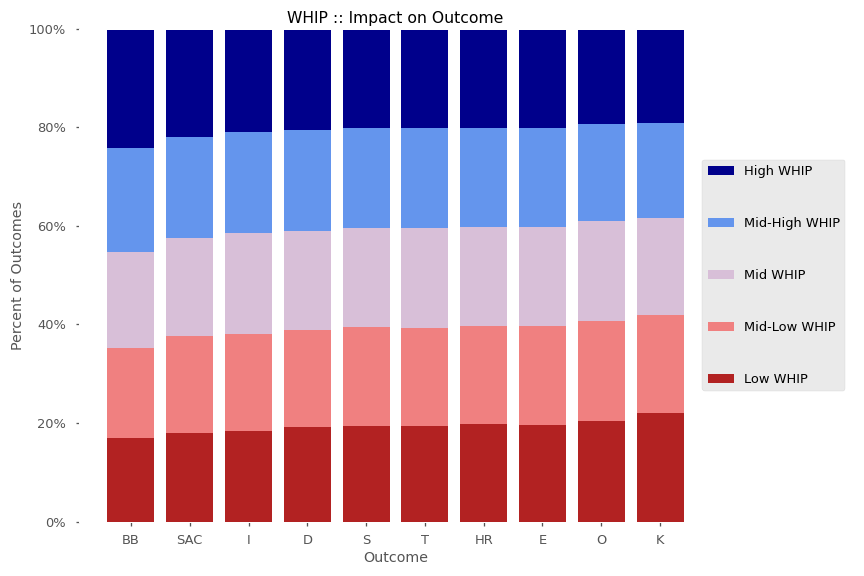 WHIP :: Impact on Outcome
100%
80%
60%
40%
20%
0%
Percent of Outcomes
BB SAC I D S T HR E O K
Outcome
High WHIP
Mid-High WHIP
Mid WHIP
Mid-Low WHIP
Low WHIP